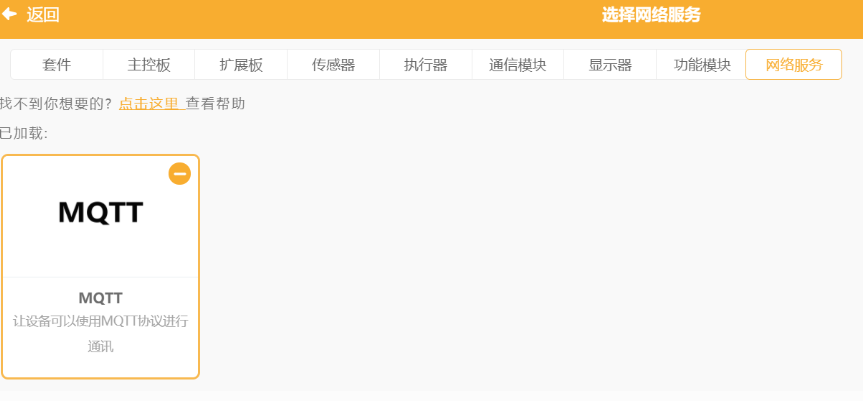 返回
选择网络服务
套件 主控板 扩展板 传感器 执行器 通信模块 显示器 功能模块 网络服务
找不到你想要的? 点击这里 查看帮助
已加载:
MQTT
MQTT
让设备可以使用MQTT协议进行
通讯